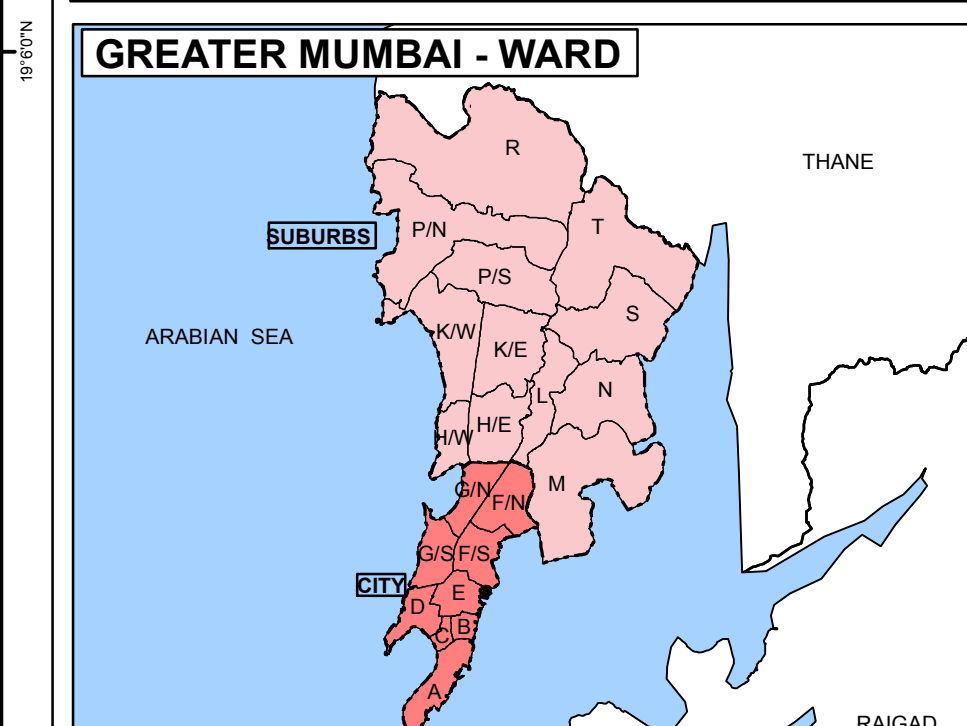 19°6'0"N
GREATER MUMBAI - WARD
R
THANE
T
P/N
SUBURBS
P/S
S
ARABIAN SEA
K/W
K/E
N
L
H/E
H/W
M
G/N
F/N
G/S
F/S
CITY
E
D
B
C
A
RAIGAD